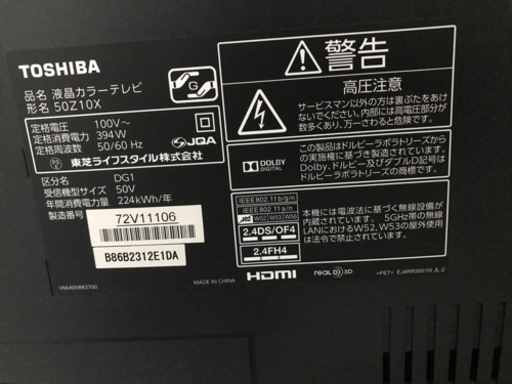 TOSHIBA
品名 液晶カラーテレビ
形名 50Z10X
定格電圧: 100V〜
定格消費電力: 394W
定格周波数: 50/60 Hz
JQA
東芝ライフスタイル株式会社
区分名 DG1
受信機型サイズ 50V
年間消費電力量 224kWh/年
製造番号
72V11106
B86B2312E1DA
MADE IN CHINA
警告
高圧注意
サービスマン以外の方は裏ぶたをあけ
ないでください。内部には高電圧部分が
数多くあり、万一さわると危険です。
DOLBY
DIGITAL
ドルビーラボラトリーズからの
実施権に基づき製造されています。
Dolby、ドルビー及びダブルD記号は
ドルビーラボラトリーズの商標です。
IEEE802.11b/g/n
IEEE802.11a/n
W52 W53 W56
2.4DS/OF4
2.4FH4
本機には電波法に基づく無線設備が
内蔵されています。 5GHz帯の無線
LANにおけるW52、W53の屋外使用
は法令で禁止されています。
HDMI
REAL D 3D
>PET<